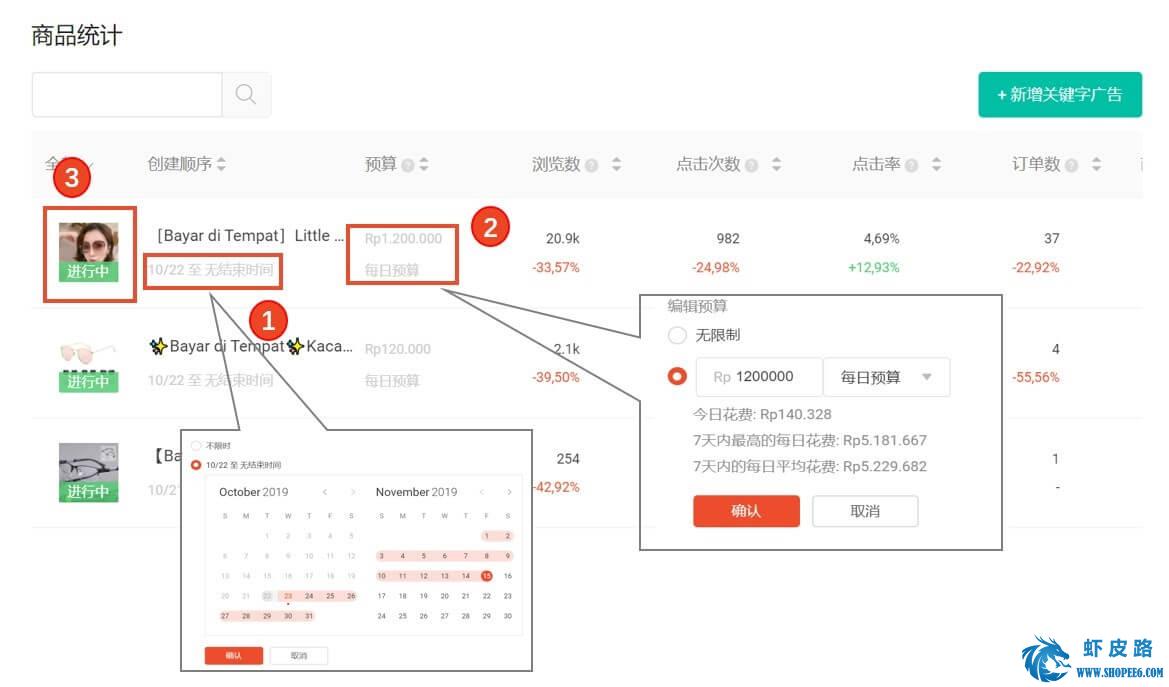 商品统计
+ 新增关键字广告
创建顺序
预算
浏览数
点击次数
点击率
订单数
3
[Bayar di Tempat] Little ...
Rp1.200.000
2
20.9k
982
4,69%
37
进行中
10/22 至 无结束时间
每日预算
-33,57%
-24,98%
+12,93%
-22,92%
1
编辑预算
无限制
✨Bayar di Tempat✨Kaca...
Rp120.000
2.1k
4
进行中
10/22 至 无结束时间
每日预算
-39,50%
Rp 1200000
每日预算
-55,56%
今日花费: Rp140.328
7天内最高的每日花费: Rp5.181.667
7天内的每日平均花费: Rp5.229.682
【Ba
254
1
进行中
10/2
-42,92%
-
确认
取消
不限时
10/22 至 无结束时间
October 2019
November 2019
S M T W T F S
S M T W T F S
1 2 3 4 5
1 2
6 7 8 9 10 11 12
3 4 5 6 7 8 9
13 14 15 16 17 18 19
10 11 12 13 14 15 16
20 21 22 23 24 25 26
17 18 19 20 21 22 23
27 28 29 30 31
24 25 26 27 28 29 30
确认
取消
虾皮路
WWW.SHOPEE6.COM